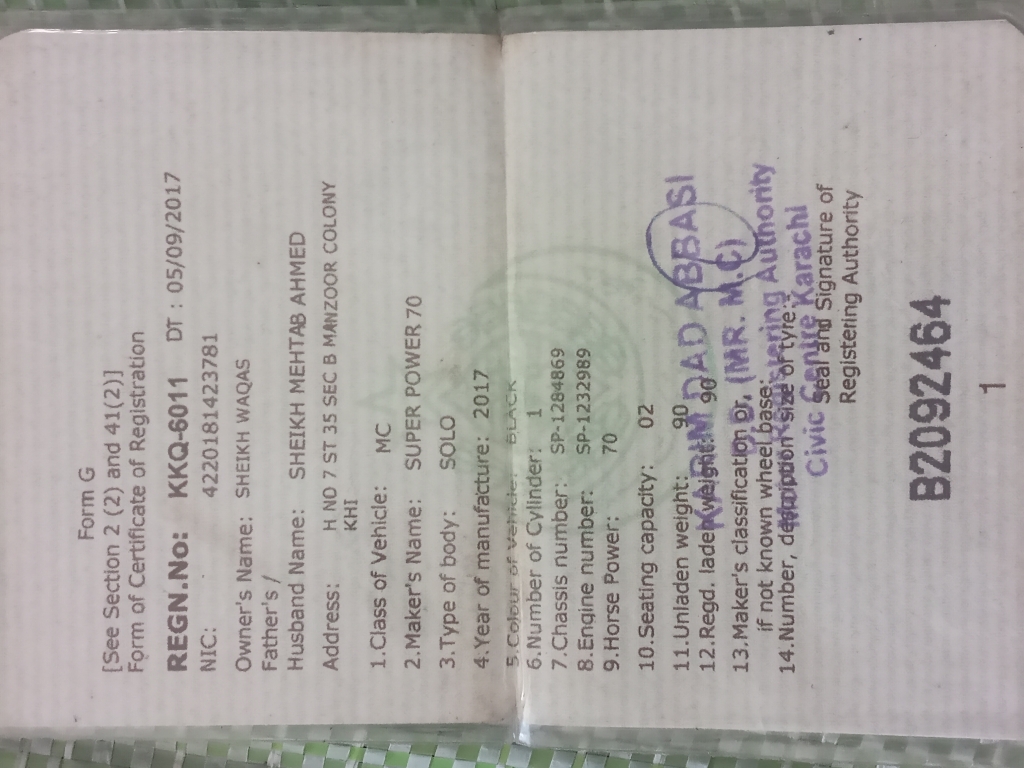 Form G
[See Section 2 (2) and 41(2)]
Form of Certificate of Registration
REGN.No: KKQ-6011 DT : 05/09/2017
NIC: 4220181423781
Owner's Name: SHEIKH WAQAS
Father's /
Husband Name: SHEIKH MEHTAB AHMED
Address: H NO 7 ST 35 SEC B MANZOOR COLONY
KHI
1.Class of Vehicle: MC
2.Maker's Name: SUPER POWER 70
3.Type of body: SOLO
4.Year of manufacture: 2017
5.Colour of Vehicle: BLACK
6.Number of Cylinder: 1
7.Chassis number: SP-1284869
8.Engine number: SP-1232989
9.Horse Power: 70
10.Seating capacity: 02
11.Unladen weight: 90
12.Regd. laden weight: 90
KARIM DAD ABBASI
13.Maker's classification or,
(MR. M.C)
if not known wheel base:
Registering Authority
14.Number, description size of tyre:
Civic Centre Karachi
Seal and Signature of
Registering Authority
B2092464
1